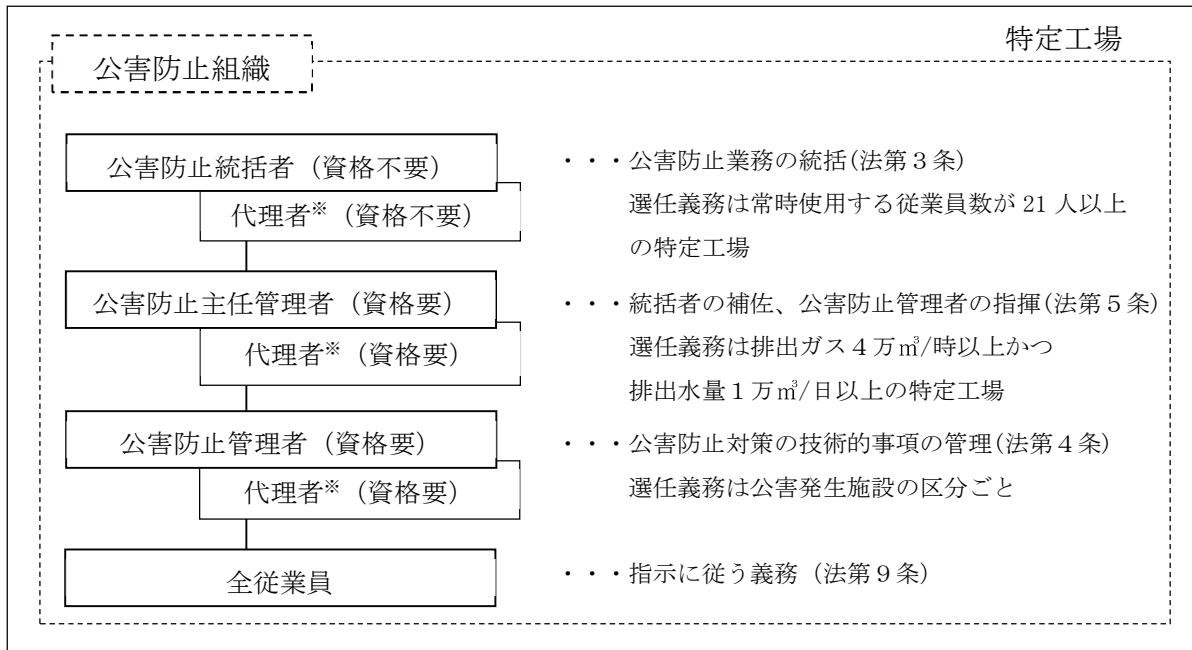 特定工場
公害防止組織
公害防止統括者（資格不要）
代理者※（資格不要）
・・・公害防止業務の統括(法第３条)
選任義務は常時使用する従業員数が 21 人以上
の特定工場
公害防止主任管理者（資格要）
代理者※（資格要）
・・・統括者の補佐、公害防止管理者の指揮(法第５条)
選任義務は排出ガス４万㎥/時以上かつ
排出水量１万㎥/日以上の特定工場
公害防止管理者（資格要）
代理者※（資格要）
・・・公害防止対策の技術的事項の管理(法第４条)
選任義務は公害発生施設の区分ごと
全従業員
・・・指示に従う義務（法第９条）